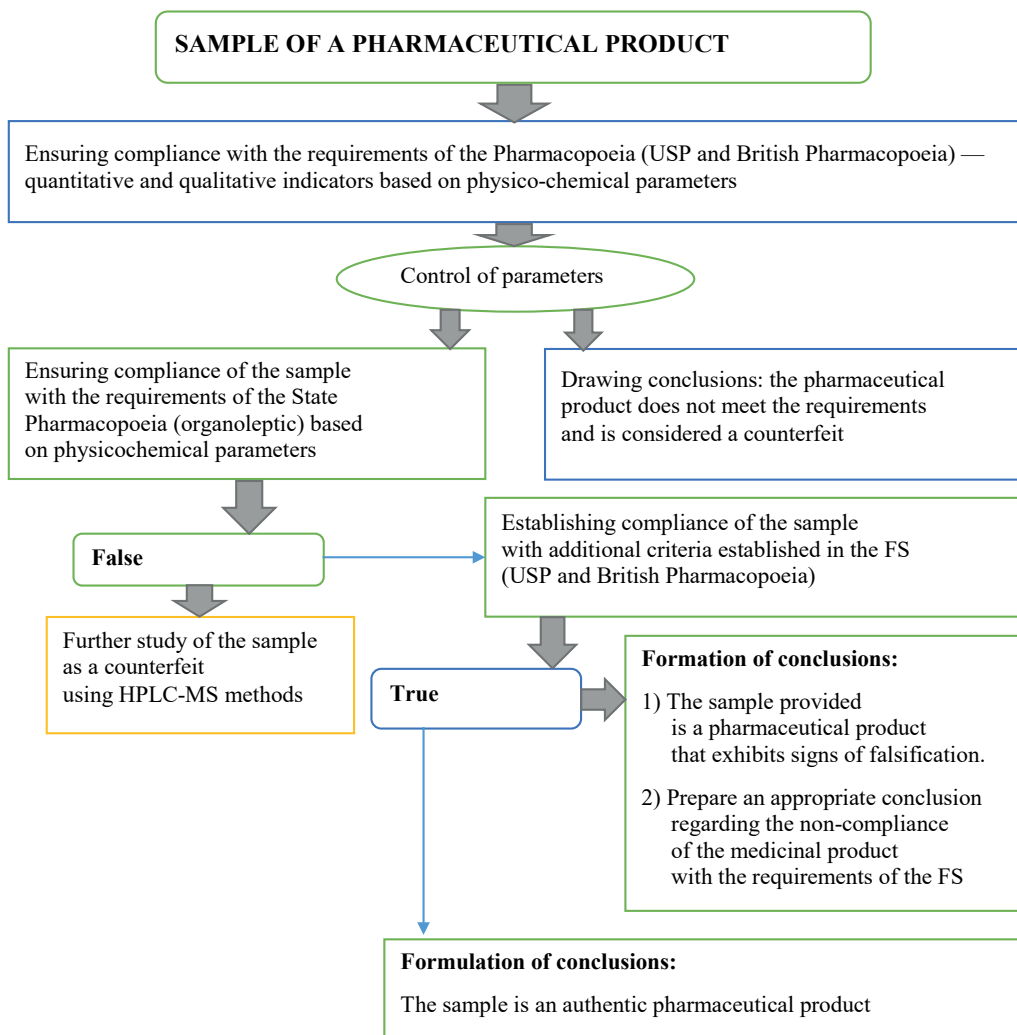 SAMPLE OF A PHARMACEUTICAL PRODUCT
Ensuring compliance with the requirements of the Pharmacopoeia (USP and British Pharmacopoeia) —
quantitative and qualitative indicators based on physico-chemical parameters
Control of parameters
Ensuring compliance of the sample
with the requirements of the State
Pharmacopoeia (organoleptic) based
on physicochemical parameters
Drawing conclusions: the pharmaceutical
product does not meet the requirements
and is considered a counterfeit
False
Establishing compliance of the sample
with additional criteria established in the FS
(USP and British Pharmacopoeia)
Further study of the sample
as a counterfeit
using HPLC-MS methods
True
Formation of conclusions:
1) The sample provided
is a pharmaceutical product
that exhibits signs of falsification.
2) Prepare an appropriate conclusion
regarding the non-compliance
of the medicinal product
with the requirements of the FS
Formulation of conclusions:
The sample is an authentic pharmaceutical product